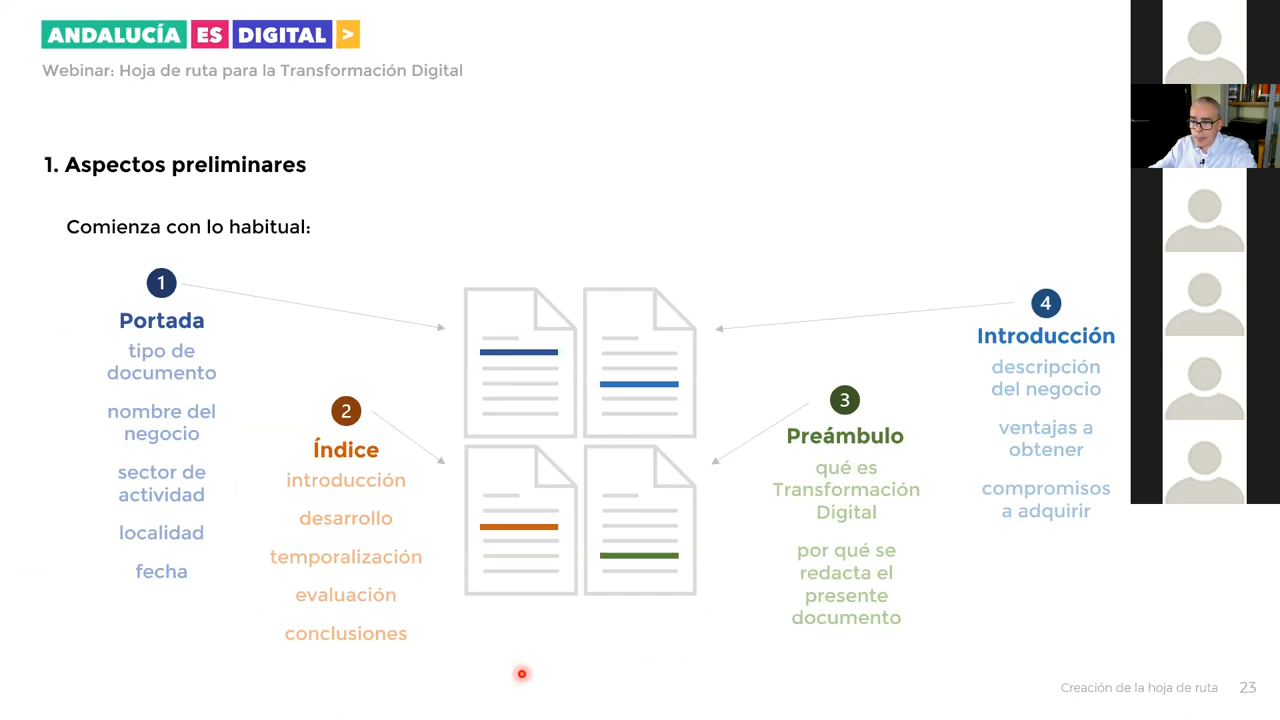 ANDALUCÍA ES DIGITAL >
Webinar: Hoja de ruta para la Transformación Digital
1. Aspectos preliminares
Comienza con lo habitual:
1
Portada
tipo de
documento
nombre del
negocio
sector de
actividad
localidad
fecha
2
Índice
introducción
desarrollo
temporalización
evaluación
conclusiones
3
Preámbulo
qué es
Transformación
Digital
por qué se
redacta el
presente
documento
4
Introducción
descripción
del negocio
ventajas a
obtener
compromisos
a adquirir
Creación de la hoja de ruta 23